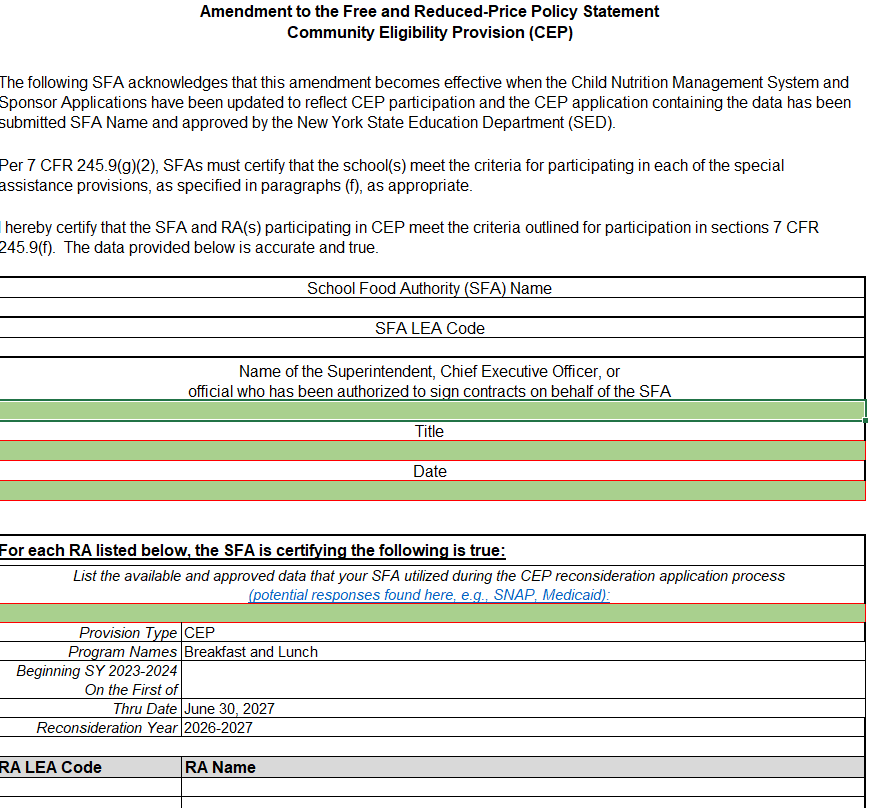 Amendment to the Free and Reduced-Price Policy Statement
Community Eligibility Provision (CEP)
The following SFA acknowledges that this amendment becomes effective when the Child Nutrition Management System and
Sponsor Applications have been updated to reflect CEP participation and the CEP application containing the data has been
submitted SFA Name and approved by the New York State Education Department (SED).
Per 7 CFR 245.9(g)(2), SFAs must certify that the school(s) meet the criteria for participating in each of the special
assistance provisions, as specified in paragraphs (f), as appropriate.
I hereby certify that the SFA and RA(s) participating in CEP meet the criteria outlined for participation in sections 7 CFR
245.9(f).  The data provided below is accurate and true.
School Food Authority (SFA) Name
SFA LEA Code
Name of the Superintendent, Chief Executive Officer, or
official who has been authorized to sign contracts on behalf of the SFA
Title
Date
For each RA listed below, the SFA is certifying the following is true:
List the available and approved data that your SFA utilized during the CEP reconsideration application process
(potential responses found here, e.g., SNAP, Medicaid):
Provision Type CEP
Program Names Breakfast and Lunch
Beginning SY 2023-2024
On the First of
Thru Date June 30, 2027
Reconsideration Year 2026-2027
RA LEA Code RA Name